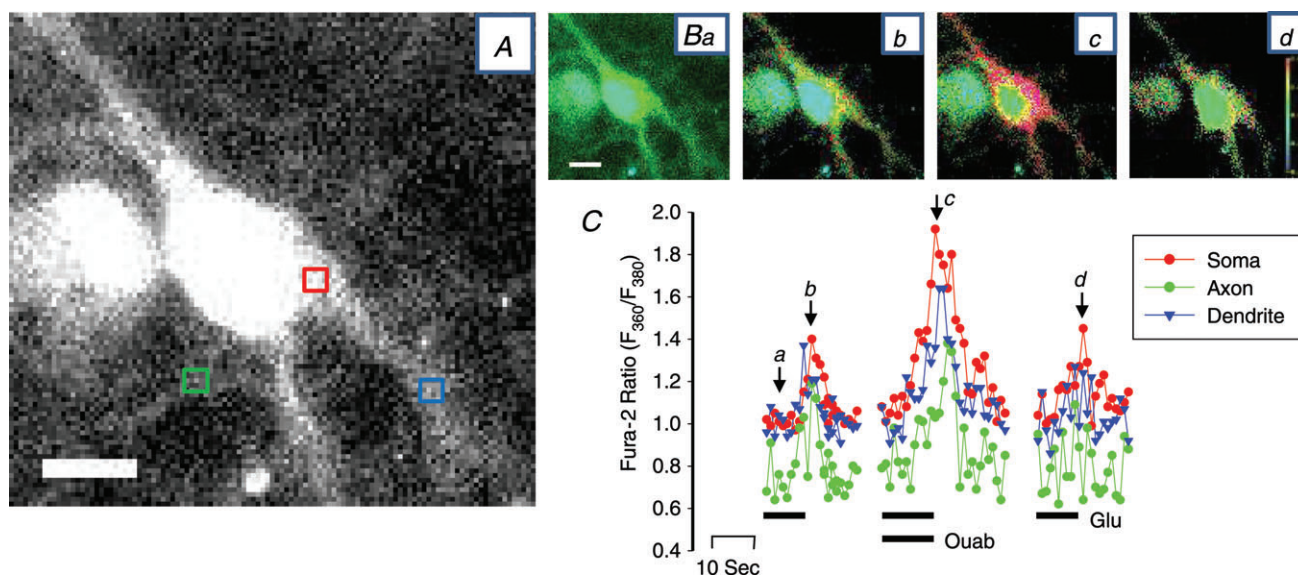 A
Ba
b
c
d
C
Fura-2 Ratio (F360/F380)
2.0
1.8
1.6
1.4
1.2
1.0
0.8
0.6
0.4
a
b
c
d
Soma
Axon
Dendrite
Glu
Ouab
10 Sec